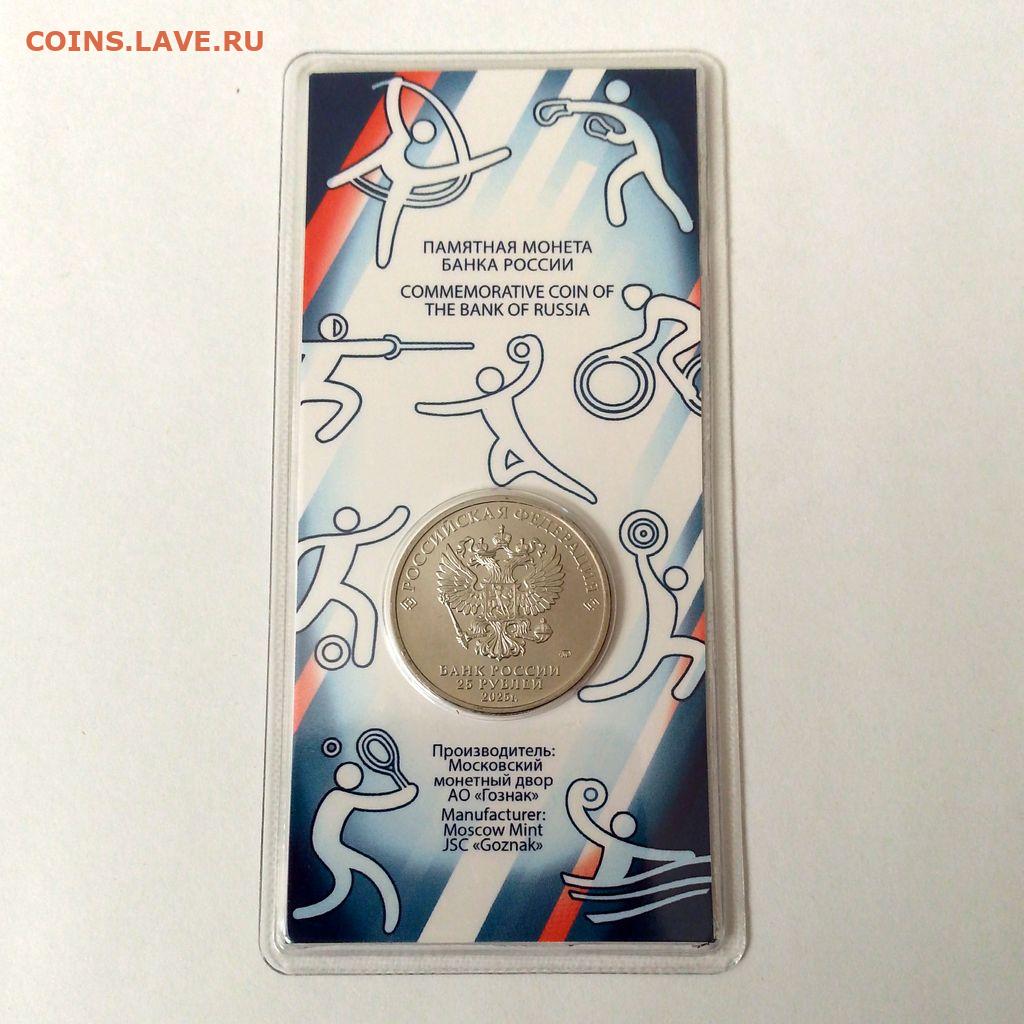 COINS.LAVE.RU
ПАМЯТНАЯ МОНЕТА
БАНКА РОССИИ
COMMEMORATIVE COIN OF
THE BANK OF RUSSIA
РОССИЙСКАЯ ФЕДЕРАЦИЯ
БАНК РОССИИ
25 РУБЛЕЙ
2025г.
Производитель:
Московский
монетный двор
АО «Гознак»
Manufacturer:
Moscow Mint
JSC «Goznak»